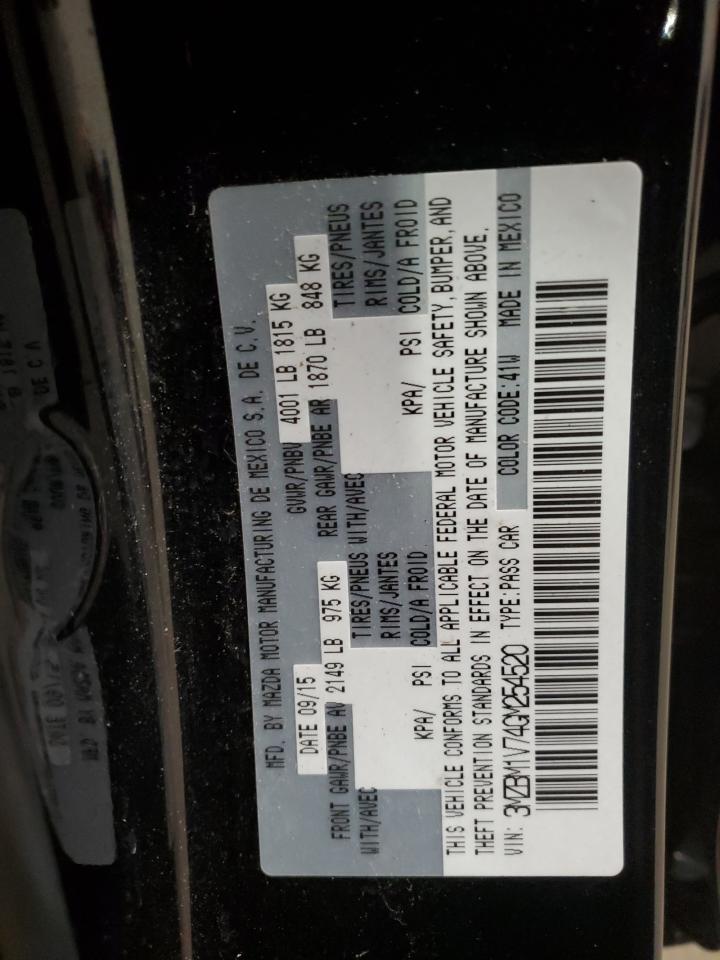 MFD. BY MAZDA MOTOR MANUFACTURING DE MEXICO S.A. DE C.V.
DATE 09/15 GVWR/PNBV 4001 LB 1815 KG
FRONT GAWR/PNBE AV 2149 LB 975 KG REAR GAWR/PNBE AR 1870 LB 848 KG
WITH/AVEC TIRES/PNEUS WITH/AVEC TIRES/PNEUS
RIMS/JANTES RIMS/JANTES
KPA/ PSI COLD/A FROID KPA/ PSI COLD/A FROID
THIS VEHICLE CONFORMS TO ALL APPLICABLE FEDERAL MOTOR VEHICLE SAFETY, BUMPER, AND
THEFT PREVENTION STANDARDS IN EFFECT ON THE DATE OF MANUFACTURE SHOWN ABOVE.
VIN: 3MZBM1V74GM254520 TYPE:PASS CAR COLOR CODE:41W MADE IN MEXICO